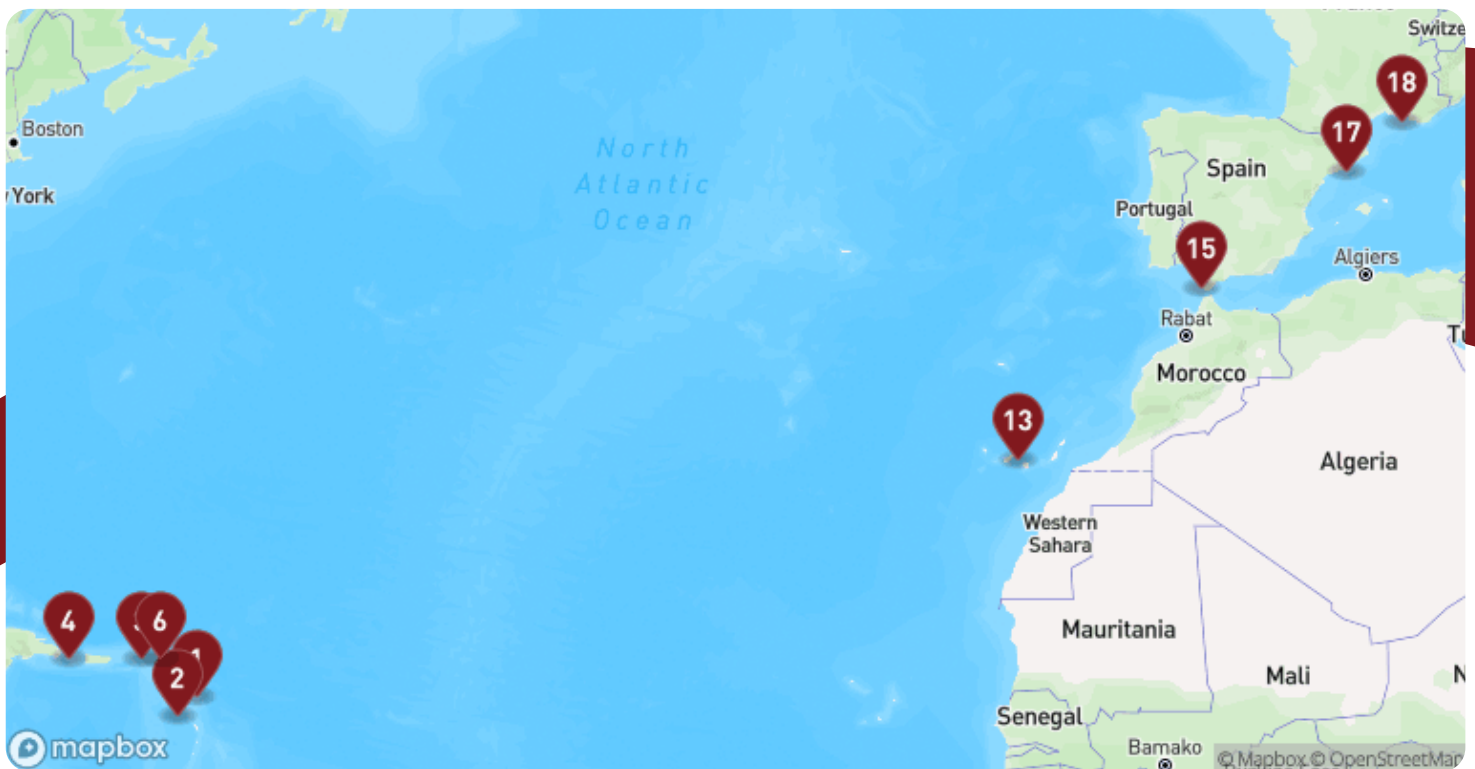 Switze
18
Boston
17
North
Atlantic
Ocean
Spain
York
Portugal
15
Algiers
Rabat
Morocco
13
Algeria
Western
Sahara
4
6
Mauritania
1
2
Mali
N
Senegal
Bamako
mapbox
© Mapbox © OpenStreetMap